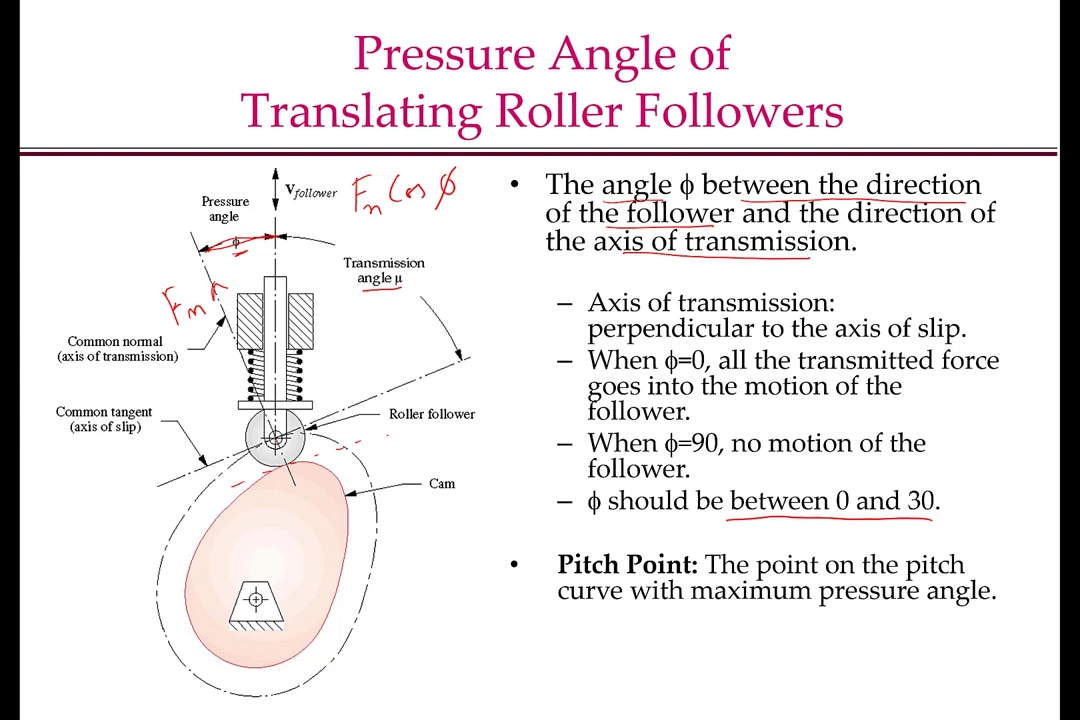 Pressure Angle of
Translating Roller Followers
Vfollower
Fn Cos ϕ
Pressure
angle
ϕ
Transmission
angle μ
Fn
Common normal
(axis of transmission)
Common tangent
(axis of slip)
Roller follower
Cam
• The angle ϕ between the direction
of the follower and the direction of
the axis of transmission.
– Axis of transmission:
perpendicular to the axis of slip.
– When ϕ=0, all the transmitted force
goes into the motion of the
follower.
– When ϕ=90, no motion of the
follower.
– ϕ should be between 0 and 30.
• Pitch Point: The point on the pitch
curve with maximum pressure angle.